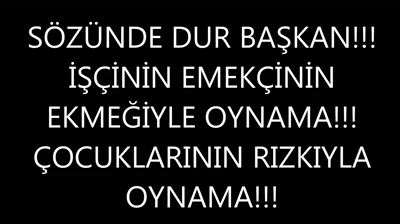 SÖZÜNDE DUR BAŞKAN!!!
İŞÇİNİN EMEKÇİNİN
EKMEĞİYLE OYNAMA!!!
ÇOCUKLARININ RIZKIYLA
OYNAMA!!!